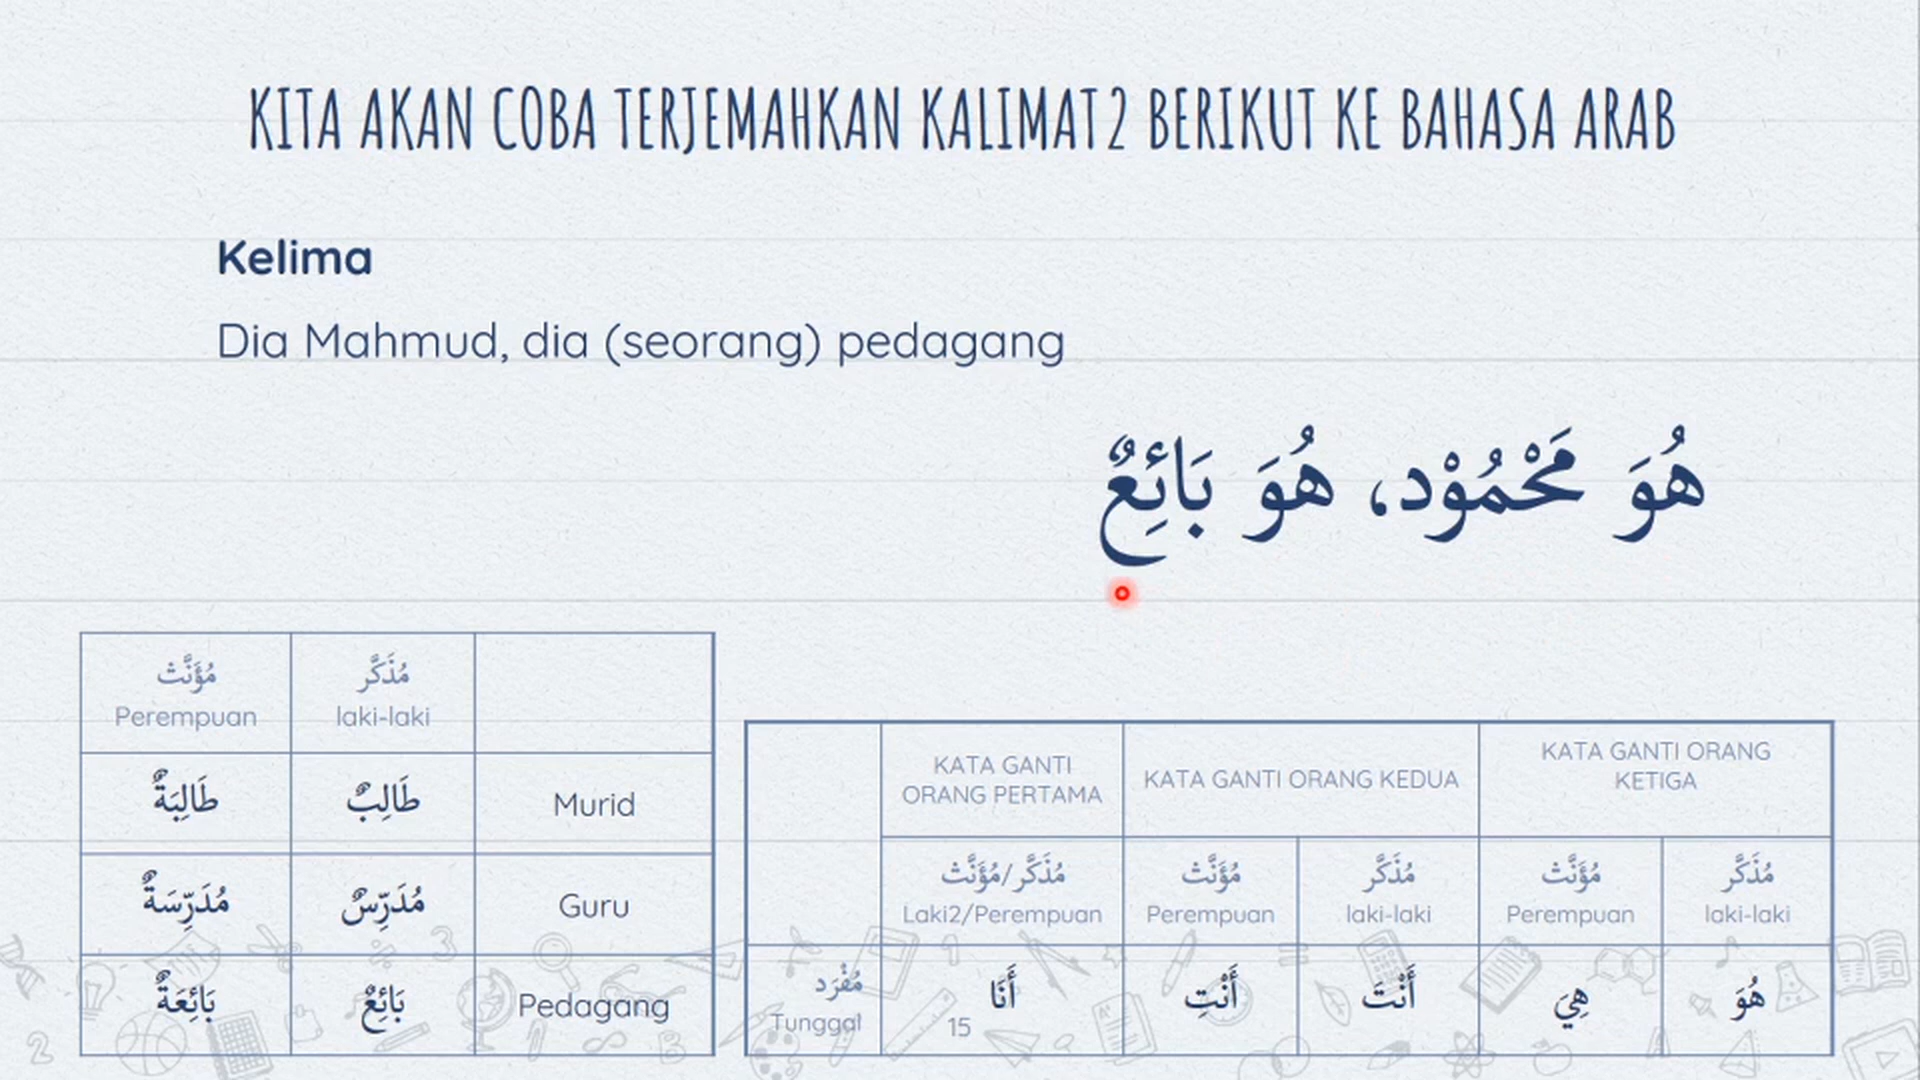 KITA AKAN COBA TERJEMAHKAN KALIMAT2 BERIKUT KE BAHASA ARAB
Kelima
Dia Mahmud, dia (seorang) pedagang
هُوَ مَحْمُوْد، هُوَ بَائِعٌ
مُؤَنَّث مُذَكَّر
Perempuan laki-laki
طَالِبَةٌ طَالِبٌ Murid
مُدَرِّسَةٌ مُدَرِّسٌ Guru
بَائِعَةٌ بَائِعٌ Pedagang
KATA GANTI
ORANG PERTAMA
KATA GANTI ORANG KEDUA
KATA GANTI ORANG
KETIGA
مُذَكَّر/مُؤَنَّث
Laki2/Perempuan
مُؤَنَّث
Perempuan
مُذَكَّر
laki-laki
مُؤَنَّث
Perempuan
مُذَكَّر
laki-laki
مُفْرَد
Tunggal
أَنَا
أَنْتِ
أَنْتَ
هِيَ
هُوَ
15